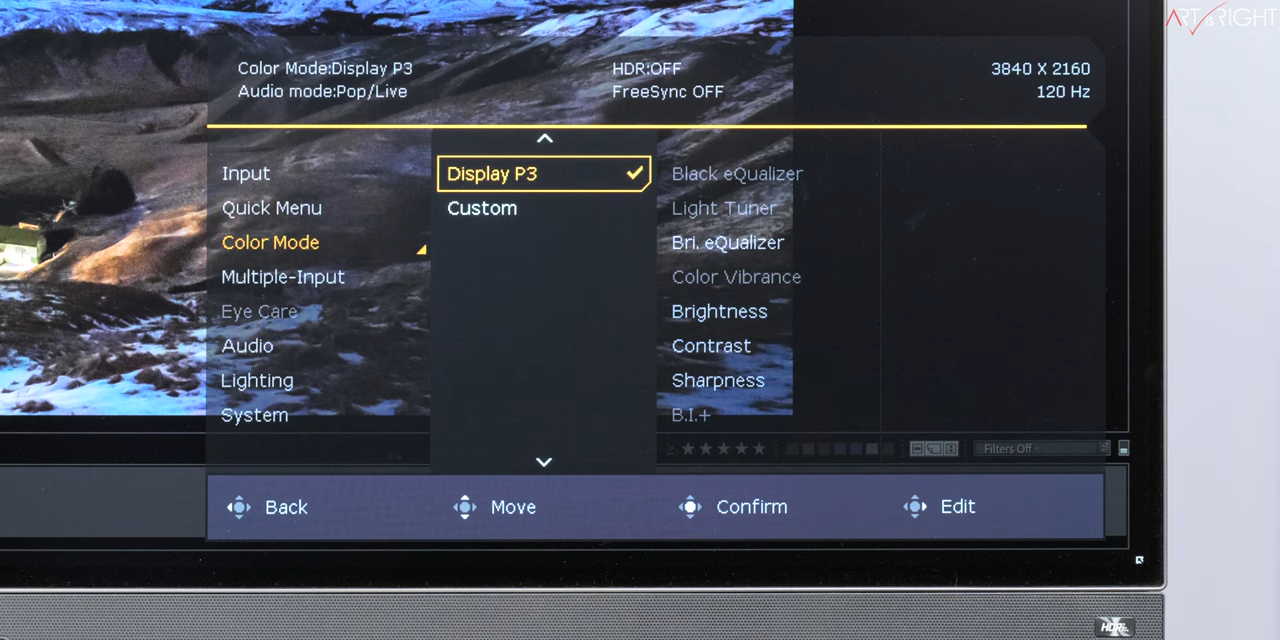 ART IS RIGHT
Color Mode:Display P3
HDR:OFF
3840 X 2160
Audio mode:Pop/Live
FreeSync OFF
120 Hz
Input
Quick Menu
Color Mode
Multiple-Input
Eye Care
Audio
Lighting
System
Display P3
Custom
Black eQualizer
Light Tuner
Bri. eQualizer
Color Vibrance
Brightness
Contrast
Sharpness
B.I.+
Filters Off
Back
Move
Confirm
Edit
HDRi